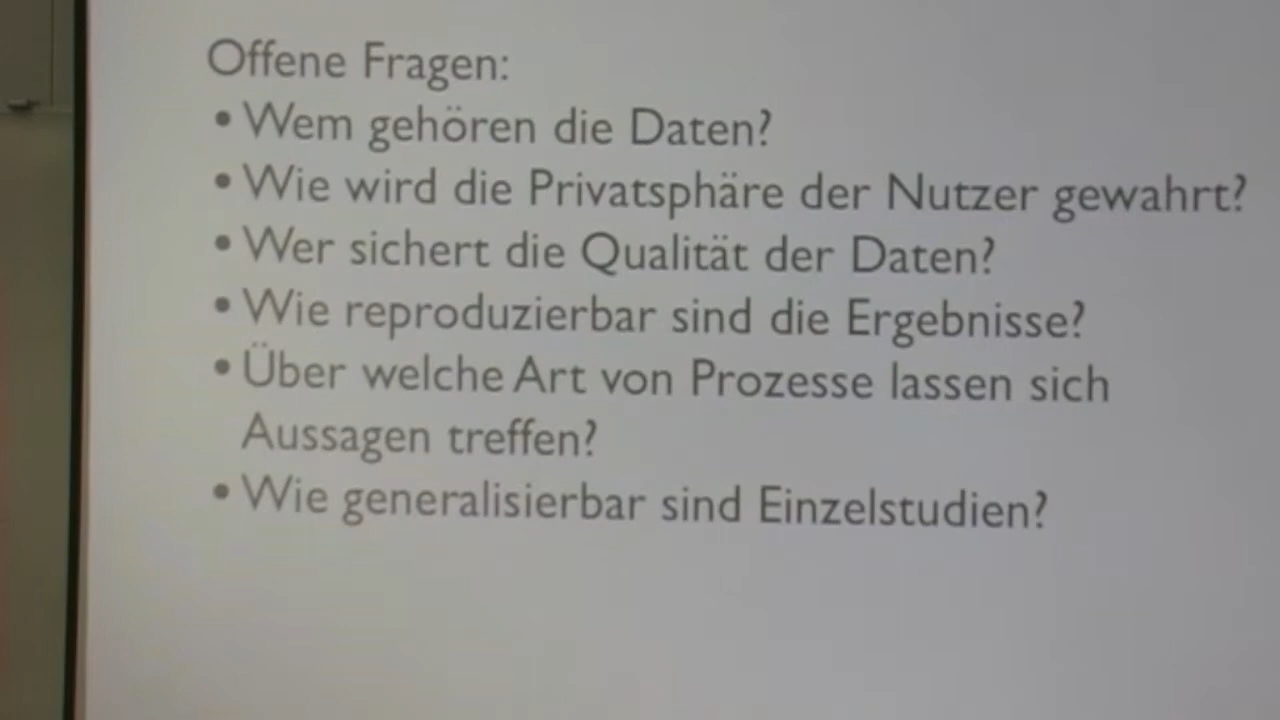 Offene Fragen:
• Wem gehören die Daten?
• Wie wird die Privatsphäre der Nutzer gewahrt?
• Wer sichert die Qualität der Daten?
• Wie reproduzierbar sind die Ergebnisse?
• Über welche Art von Prozesse lassen sich
Aussagen treffen?
• Wie generalisierbar sind Einzelstudien?